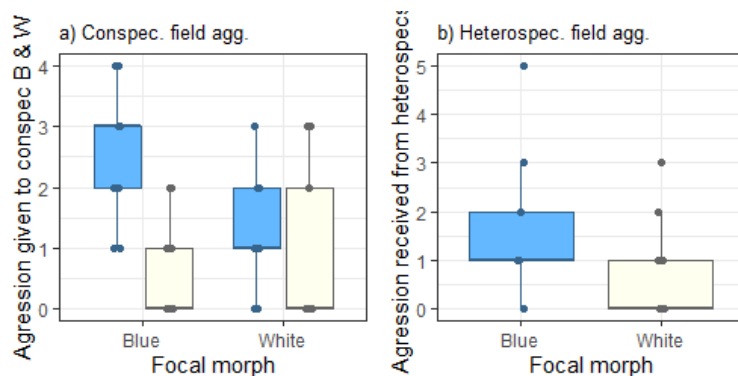 a) Conspec. field agg.
Agression given to conspec B & W
4
3
2
1
0
Blue
White
Focal morph
b) Heterospec. field agg.
Agression received from heterospecs
5
4
3
2
1
0
Blue
White
Focal morph